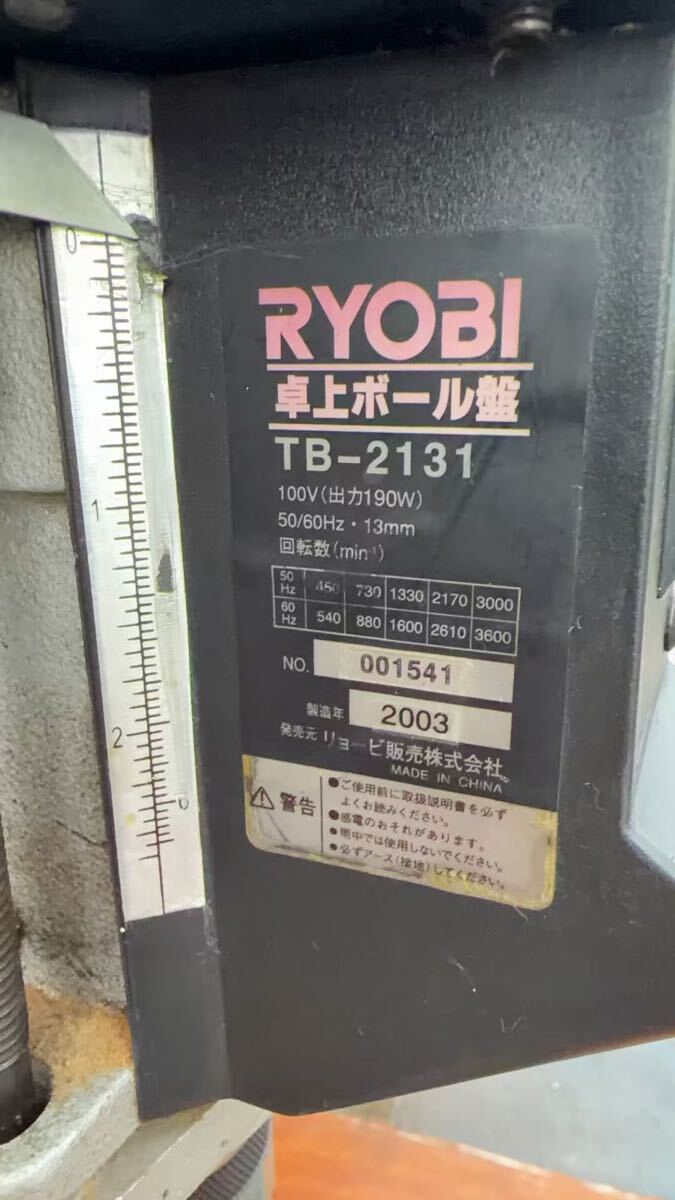 RYOBI
卓上ボール盤
TB-2131
100V(出力190W)
50/60Hz・13mm
回転数(min⁻¹)
50 Hz 450 730 1330 2170 3000
60 Hz 540 880 1600 2610 3600
NO. 001541
製造年 2003
発売元 リョービ販売株式会社
MADE IN CHINA
⚠警告
●ご使用前に取扱説明書を必ず
よくお読みください。
●感電のおそれがあります。
●雨中では使用しないでください。
●必ずアース(接地)してください。
0
1
2